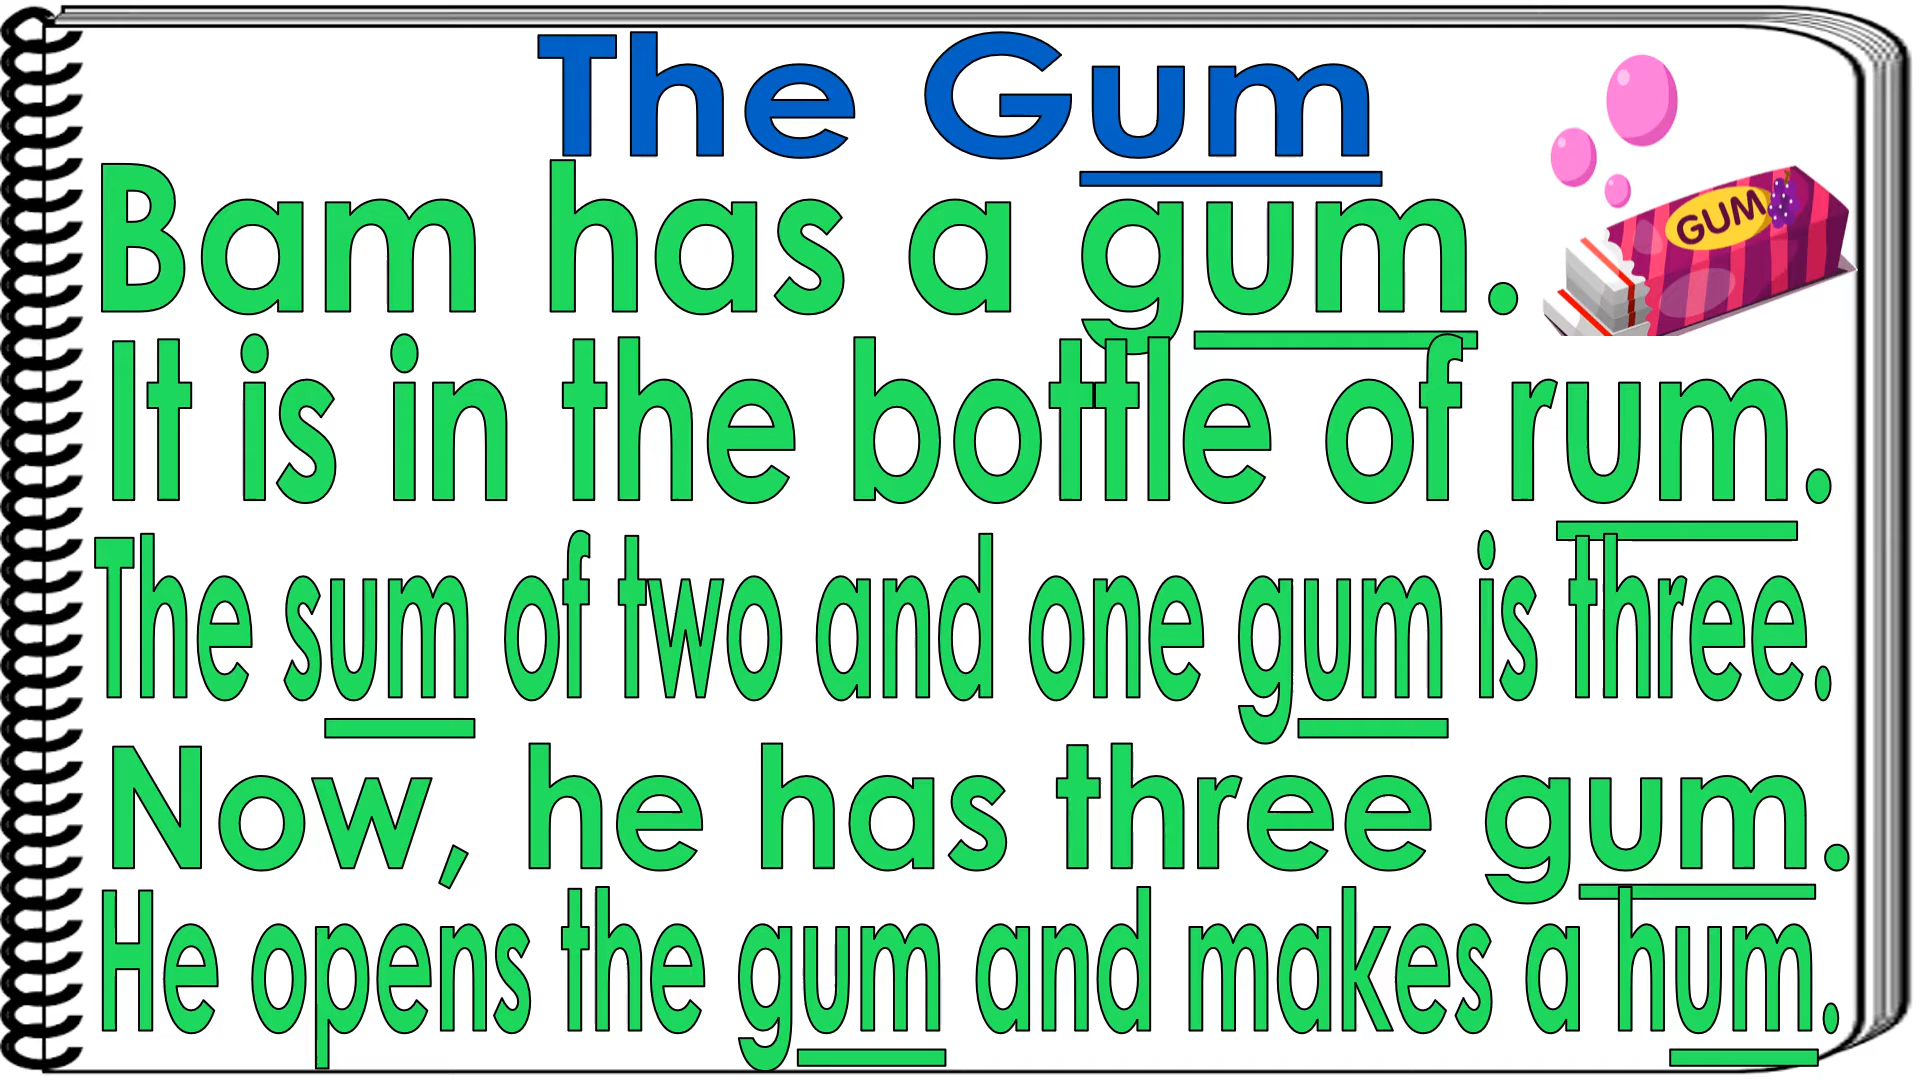 The Gum
Bam has a gum.
GUM
It is in the bottle of rum.
The sum of two and one gum is three.
Now, he has three gum.
He opens the gum and makes a hum.